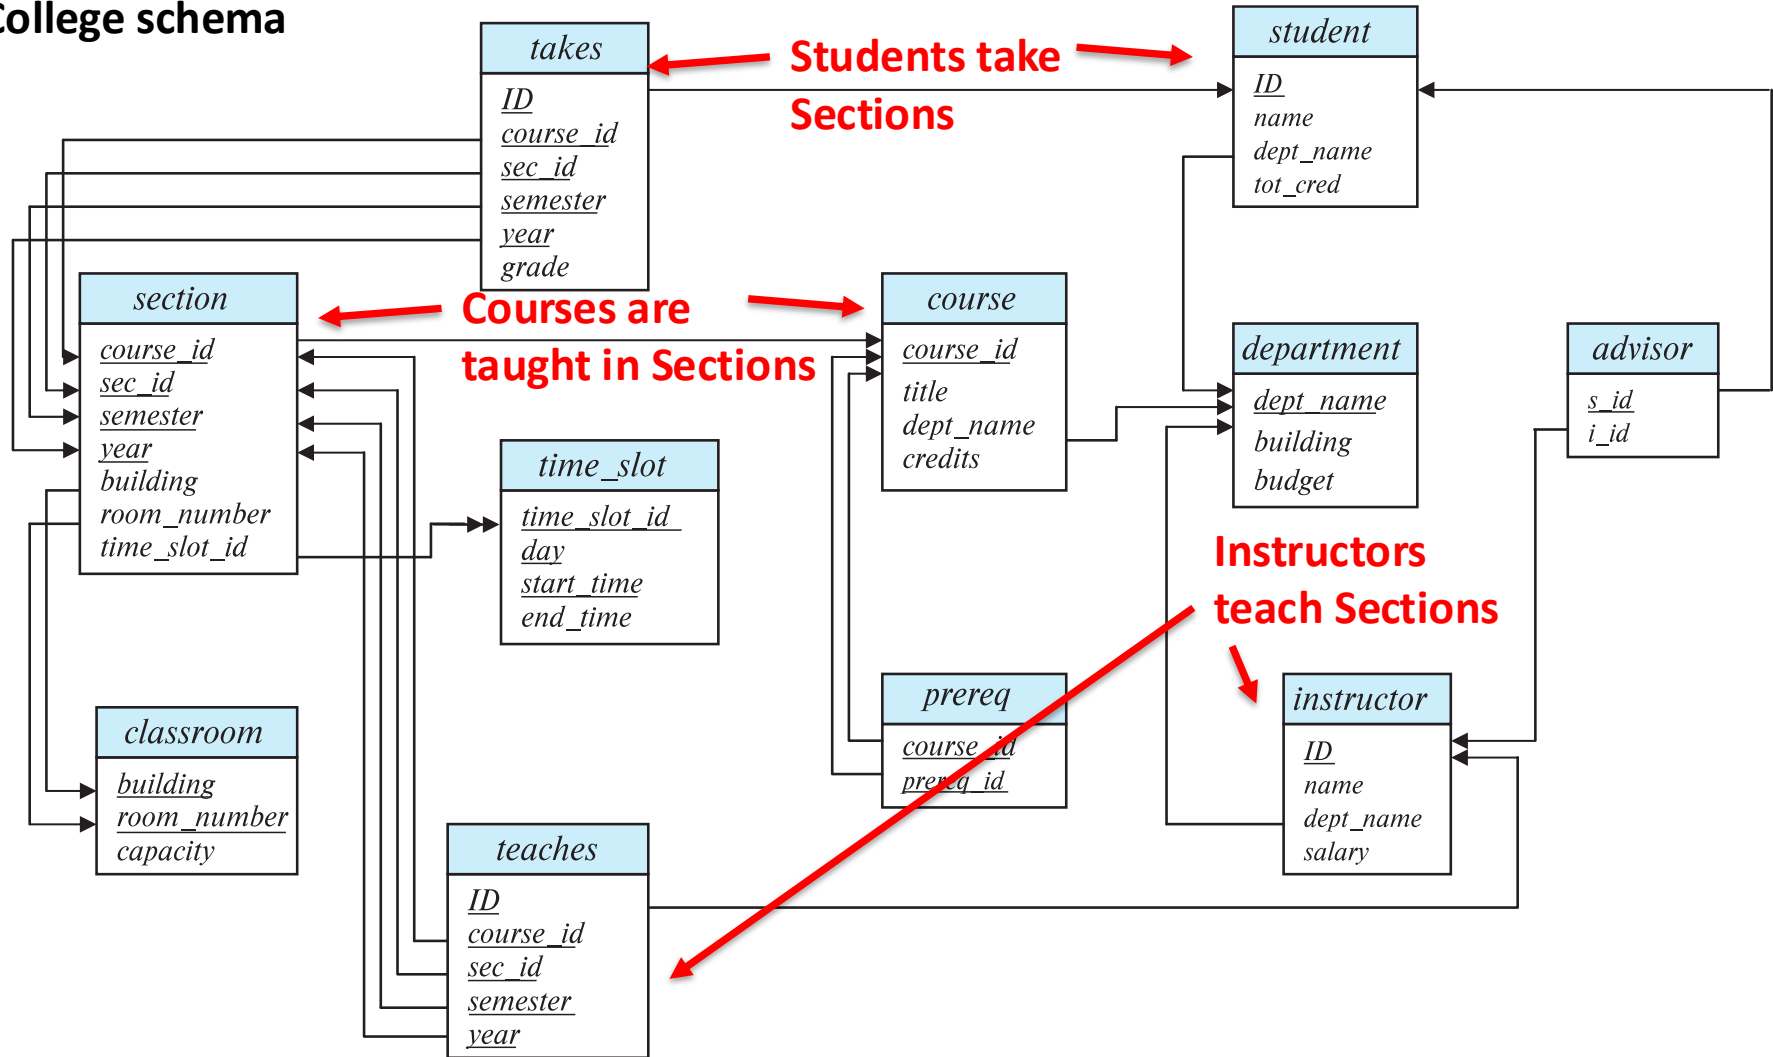 College schema
takes
ID
course_id
sec_id
semester
year
grade
Students take
Sections
student
ID
name
dept_name
tot_cred
section
course_id
sec_id
semester
year
building
room_number
time_slot_id
Courses are
taught in Sections
course
course_id
title
dept_name
credits
department
dept_name
building
budget
advisor
s_id
i_id
time_slot
time_slot_id
day
start_time
end_time
Instructors
teach Sections
prereq
course_id
prereq_id
instructor
ID
name
dept_name
salary
classroom
building
room_number
capacity
teaches
ID
course_id
sec_id
semester
year